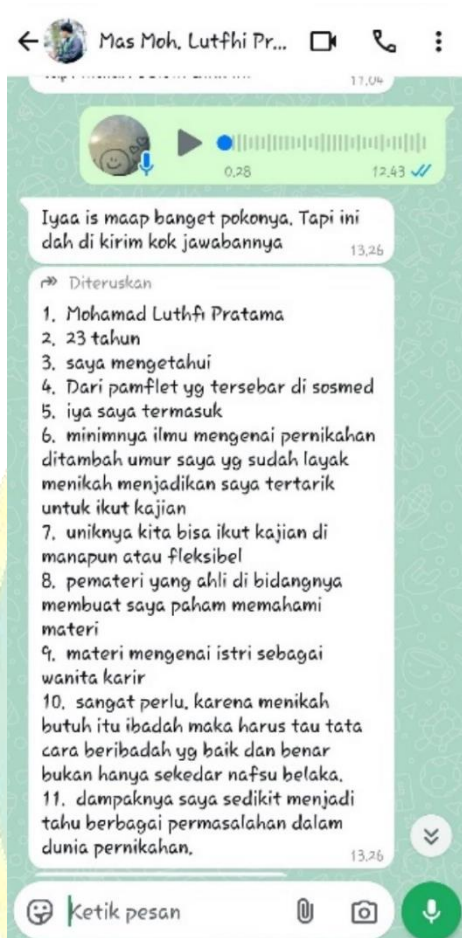 Mas Moh. Lutfhi Pr...
17.04
0.28
12.43
Iyaa is maap banget pokonya. Tapi ini
dah di kirim kok jawabannya
13.26
Diteruskan
1. Mohamad Luthfi Pratama
2. 23 tahun
3. saya mengetahui
4. Dari pamflet yg tersebar di sosmed
5. iya saya termasuk
6. minimnya ilmu mengenai pernikahan
ditambah umur saya yg sudah layak
menikah menjadikan saya tertarik
untuk ikut kajian
7. uniknya kita bisa ikut kajian di
manapun atau fleksibel
8. pemateri yang ahli di bidangnya
membuat saya paham memahami
materi
9. materi mengenai istri sebagai
wanita karir
10. sangat perlu. karena menikah
butuh itu ibadah maka harus tau tata
cara beribadah yg baik dan benar
bukan hanya sekedar nafsu belaka.
11. dampaknya saya sedikit menjadi
tahu berbagai permasalahan dalam
dunia pernikahan.
13.26
Ketik pesan